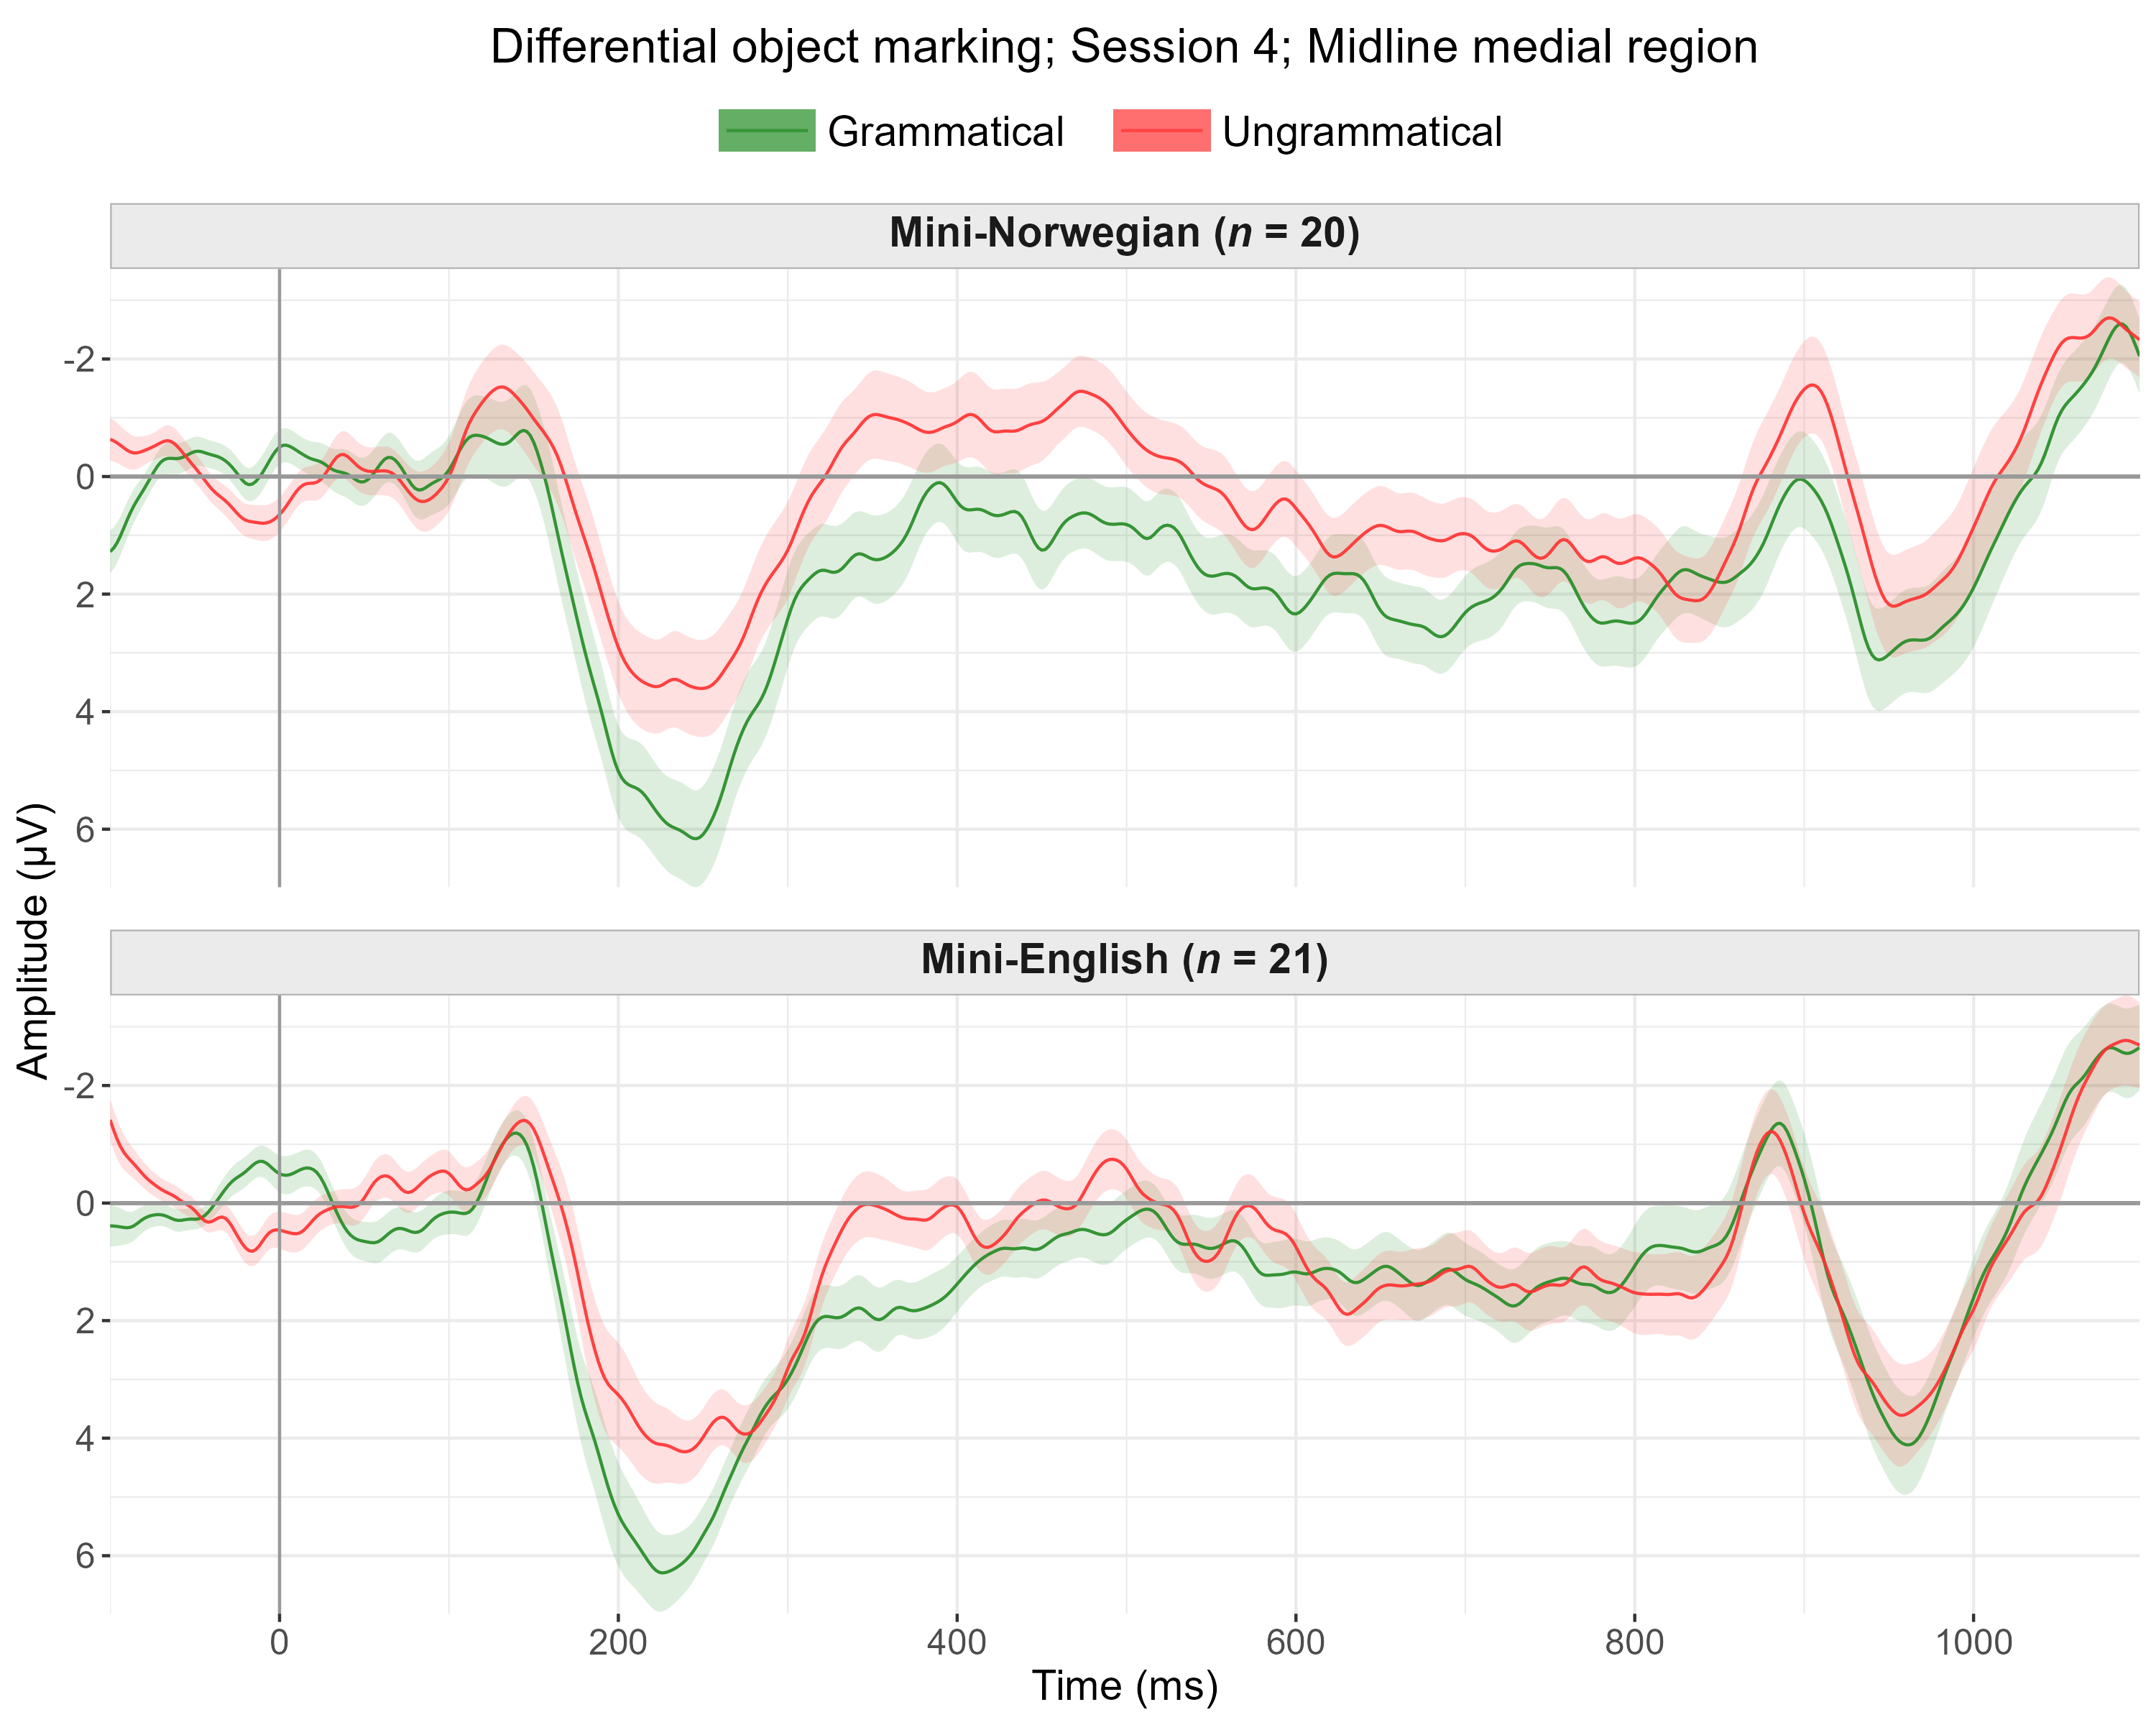 Differential object marking; Session 4; Midline medial region
Grammatical Ungrammatical
Mini-Norwegian (n = 20)
-2
0
2
4
6
Mini-English (n = 21)
-2
0
2
4
6
Amplitude (µV)
0 200 400 600 800 1000
Time (ms)